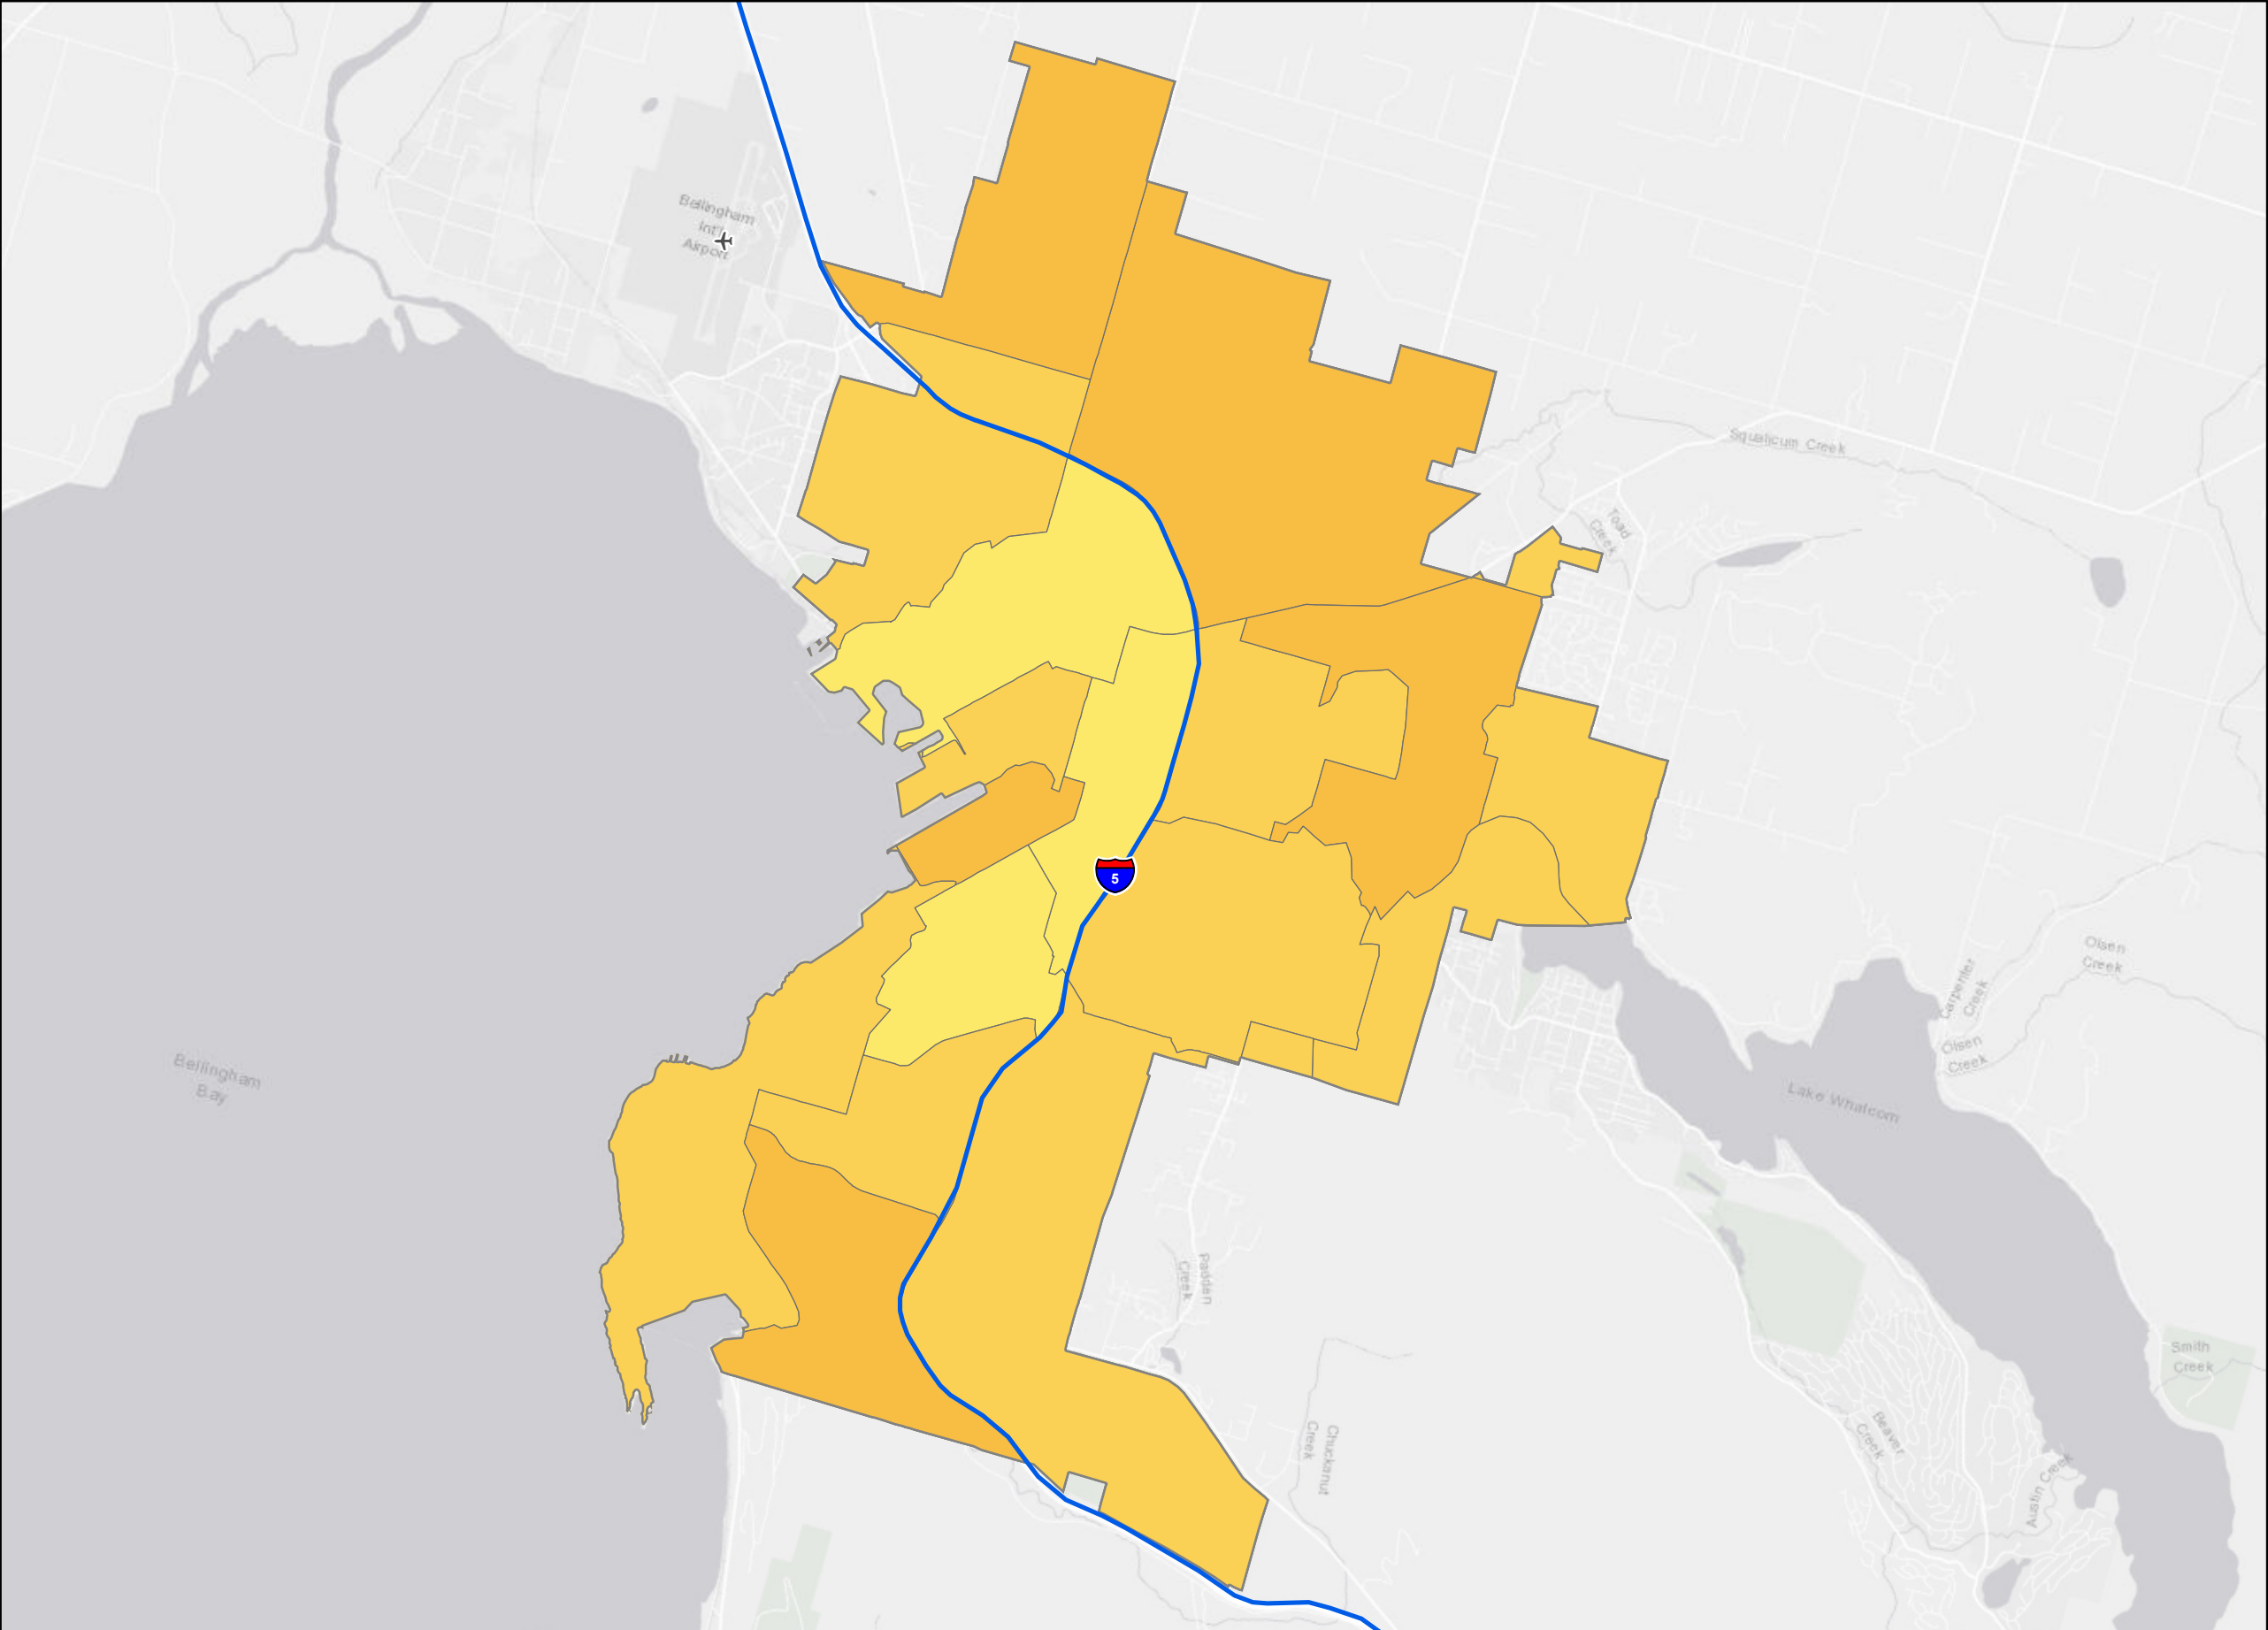 Bellingham
Int'l
Airport
Squalicum Creek
Toad
Creek
5
Olsen
Creek
Carpenter
Creek
Olsen
Creek
Bellingham
Bay
Lake Whatcom
Padden
Creek
Smith
Creek
Chuckanut
Creek
Beaver
Creek
Austin Creek